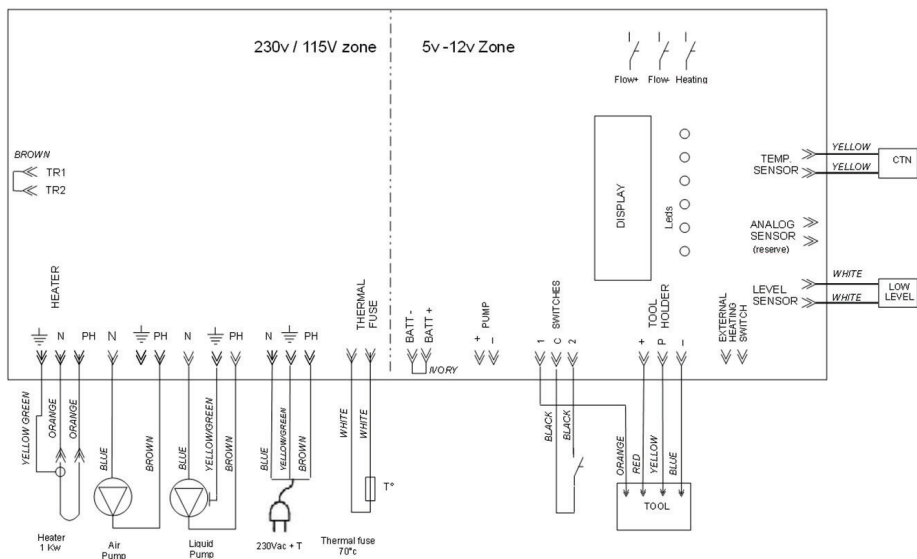 230v / 115V zone
5v -12v Zone
Flow+ Flow- Heating
BROWN
TR1
TR2
DISPLAY
Leds
TEMP.
SENSOR
YELLOW
YELLOW
CTN
ANALOG
SENSOR
(reserve)
LEVEL
SENSOR
WHITE
WHITE
LOW
LEVEL
HEATER
N PH N PH N PH N PH
THERMAL
FUSE
BATT -
BATT +
IVORY
+ PUMP
–
SWITCHES
1 C 2
TOOL
HOLDER
+ P –
EXTERNAL
HEATING
SWITCH
YELLOW GREEN
ORANGE
ORANGE
BLUE
BROWN
BLUE
YELLOW/GREEN
BROWN
BLUE
YELLOW/GREEN
BROWN
WHITE
WHITE
BLACK
BLACK
ORANGE
RED
YELLOW
BLUE
T°
TOOL
Heater
1 Kw
Air
Pump
Liquid
Pump
230Vac + T
Thermal fuse
70°c